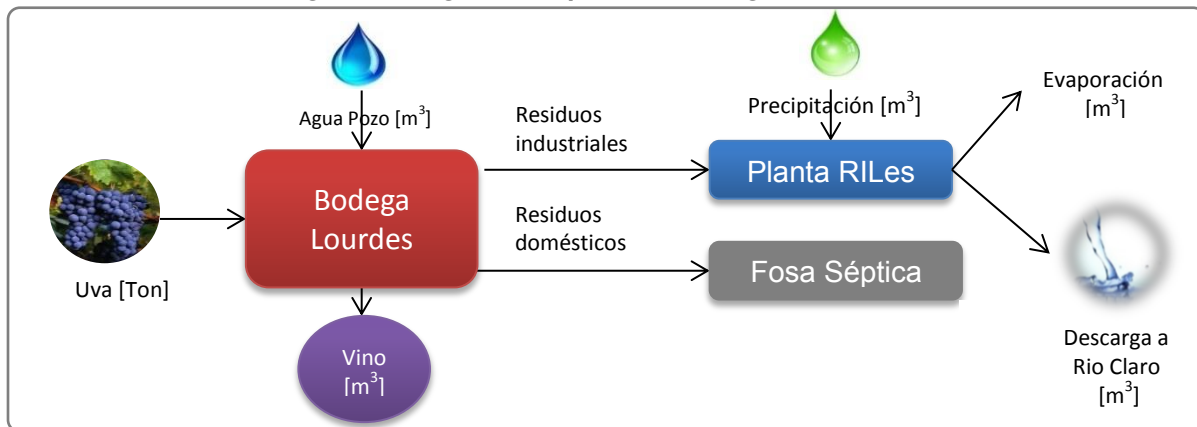 Agua Pozo [m³]
Precipitación [m³]
Evaporación
[m³]
Residuos
industriales
Planta RILes
Bodega
Lourdes
Residuos
domésticos
Fosa Séptica
Uva [Ton]
Vino
[m³]
Descarga a
Rio Claro
[m³]